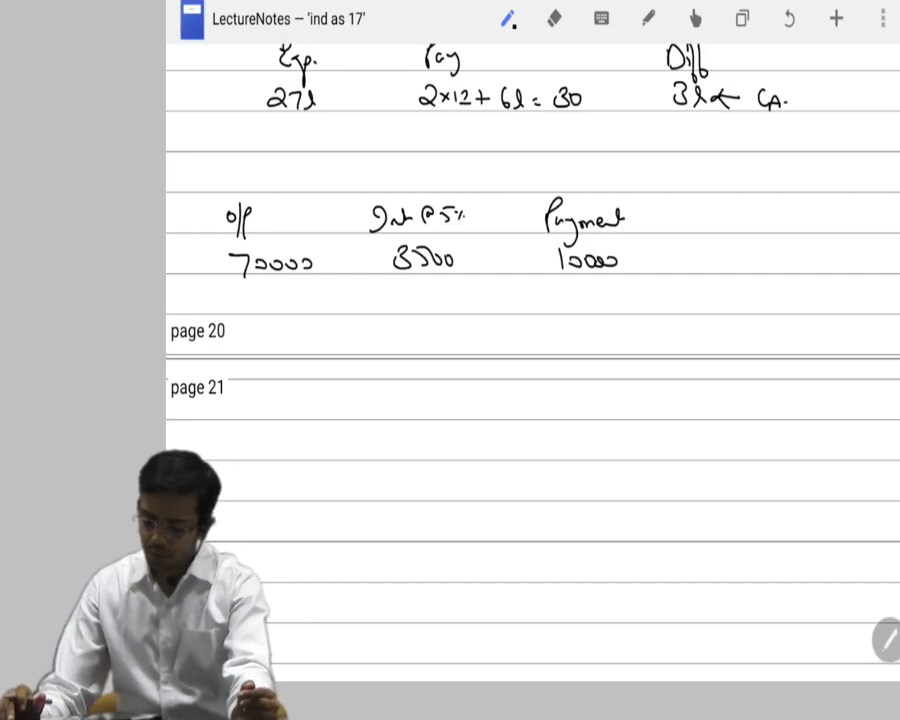 LectureNotes – 'ind as 17'
Exp. Pay Diff
27l 2×12 + 6l = 30 3l ← CA.
O/P Int @ 5% Payment
70000 3500 10000
page 20
page 21